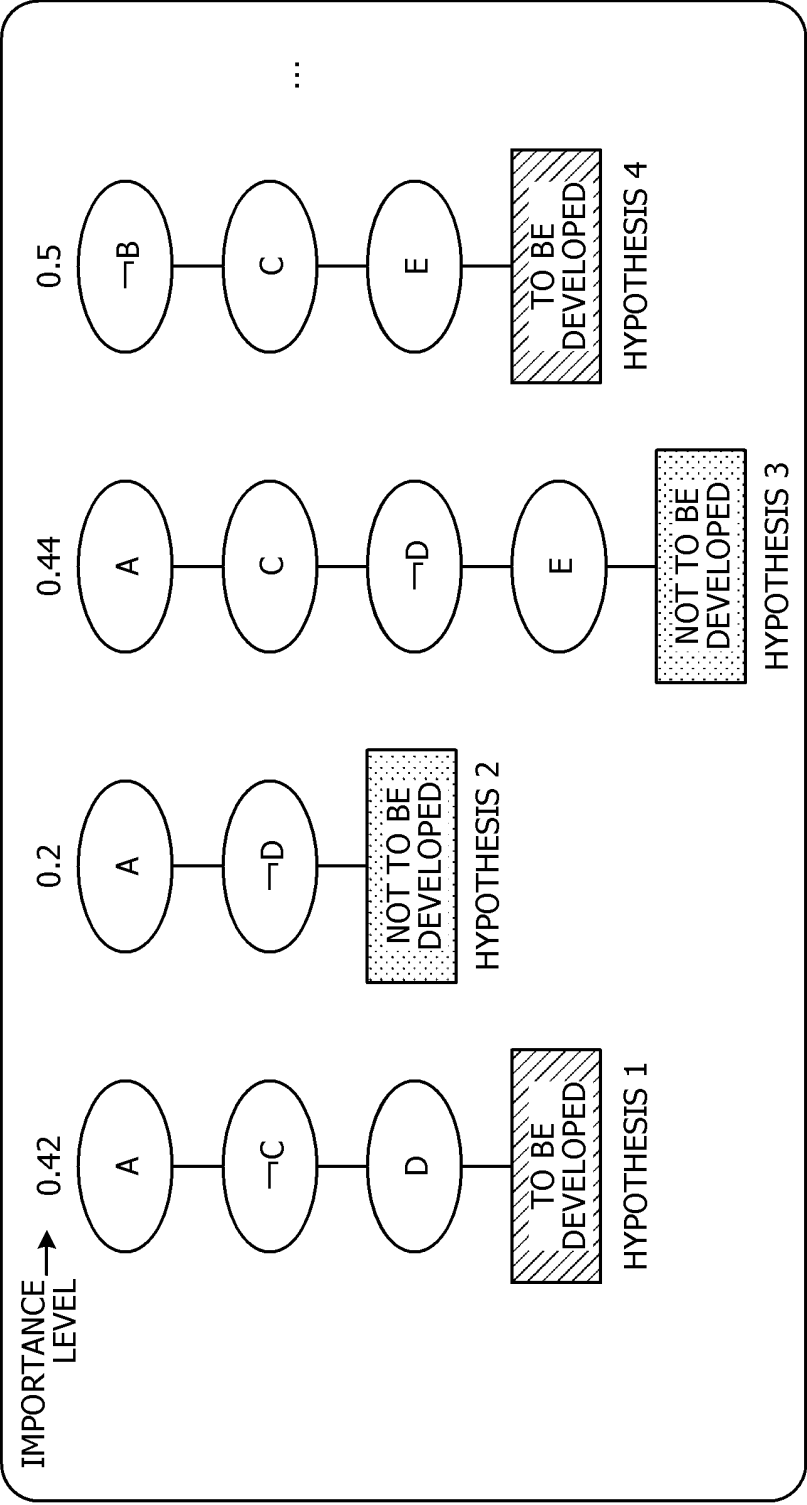 IMPORTANCE
LEVEL
0.42
A
¬C
D
TO BE
DEVELOPED
HYPOTHESIS 1
0.2
A
¬D
NOT TO BE
DEVELOPED
HYPOTHESIS 2
0.44
A
C
¬D
E
NOT TO BE
DEVELOPED
HYPOTHESIS 3
0.5
¬B
C
E
TO BE
DEVELOPED
HYPOTHESIS 4
...